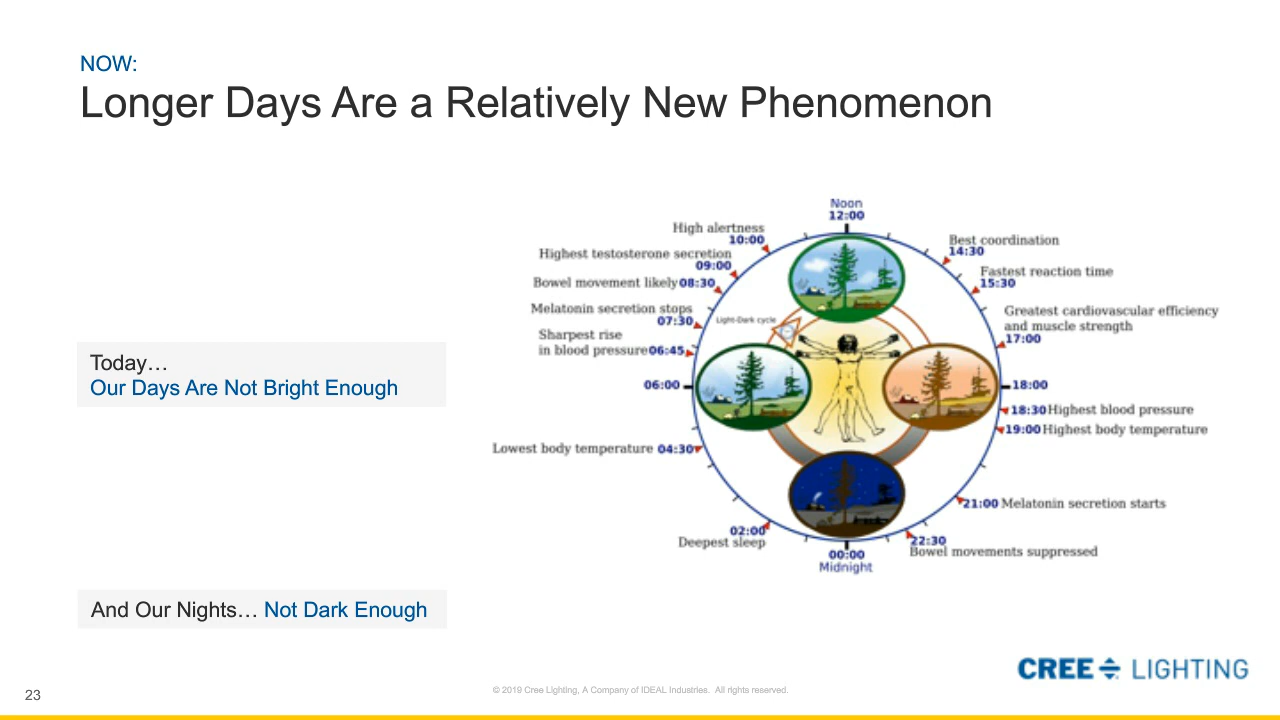 NOW:
Longer Days Are a Relatively New Phenomenon
Today…
Our Days Are Not Bright Enough
And Our Nights… Not Dark Enough
Noon
12:00
Best coordination
14:30
Fastest reaction time
15:30
Greatest cardiovascular efficiency
and muscle strength
17:00
18:00
18:30 Highest blood pressure
19:00 Highest body temperature
21:00 Melatonin secretion starts
22:30
Bowel movements suppressed
00:00
Midnight
02:00
Deepest sleep
Lowest body temperature 04:30
06:00
Sharpest rise
in blood pressure 06:45
Melatonin secretion stops
07:30
Bowel movement likely 08:30
Highest testosterone secretion
09:00
High alertness
10:00
Light-Dark cycle
CREE LIGHTING
23
© 2019 Cree Lighting, A Company of IDEAL Industries. All rights reserved.